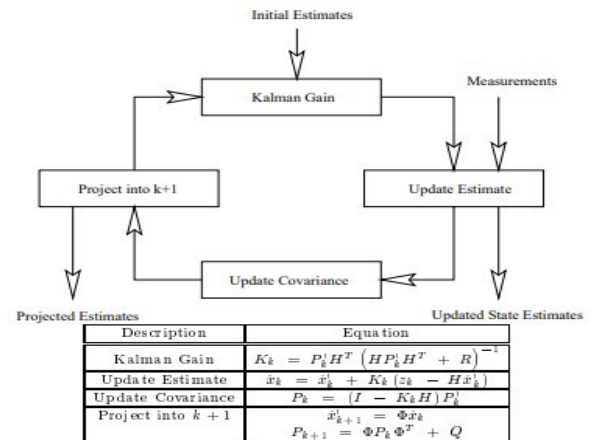 Initial Estimates
Kalman Gain
Measurements
Project into k+1
Update Estimate
Update Covariance
Projected Estimates
Updated State Estimates
Description Equation
Kalman Gain K_k = P'_k H^T (H P'_k H^T + R)^{-1}
Update Estimate x̂_k = x̂'_k + K_k (z_k − H x̂'_k)
Update Covariance P_k = (I − K_k H) P'_k
Project into k + 1 x̂'_{k+1} = Φ x̂_k
P_{k+1} = Φ P_k Φ^T + Q